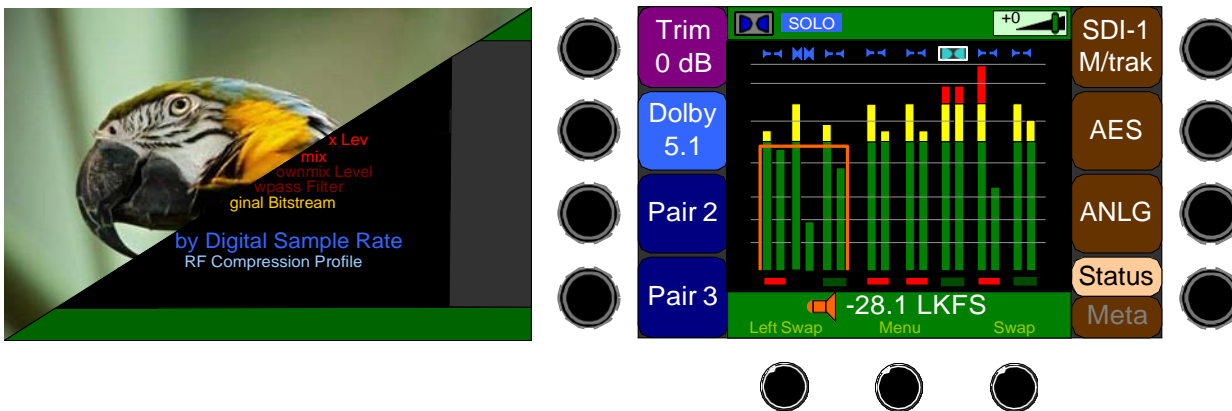 x Lev
mix
ownmix Level
wpass Filter
ginal Bitstream
by Digital Sample Rate
RF Compression Profile
Trim
0 dB
Dolby
5.1
Pair 2
Pair 3
SOLO
+0
-28.1 LKFS
Left Swap
Menu
Swap
SDI-1
M/trak
AES
ANLG
Status
Meta